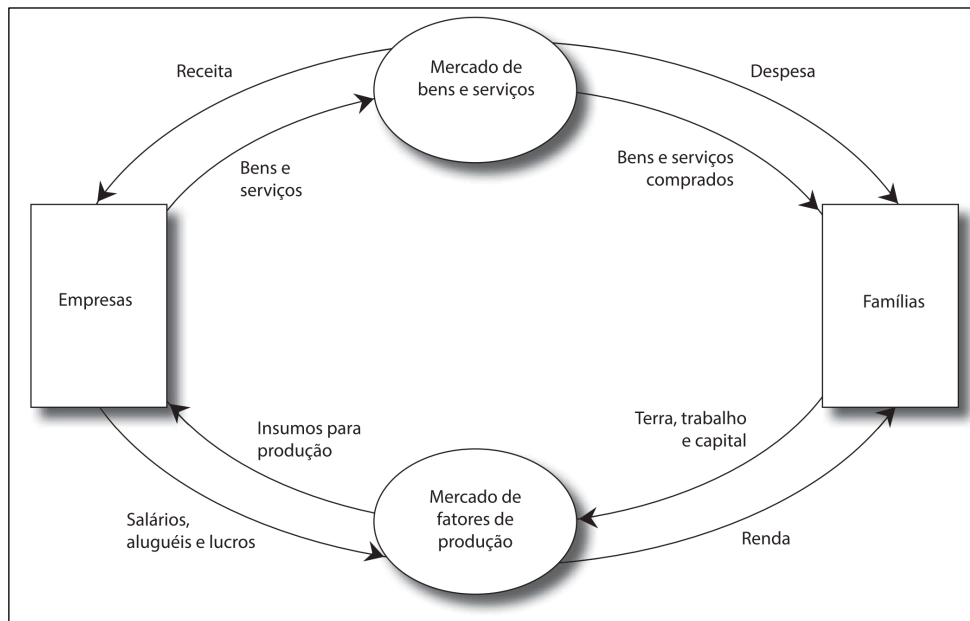 Mercado de
bens e serviços
Receita
Despesa
Bens e
serviços
Bens e serviços
comprados
Empresas
Famílias
Insumos para
produção
Terra, trabalho
e capital
Mercado de
fatores de
produção
Salários,
aluguéis e lucros
Renda